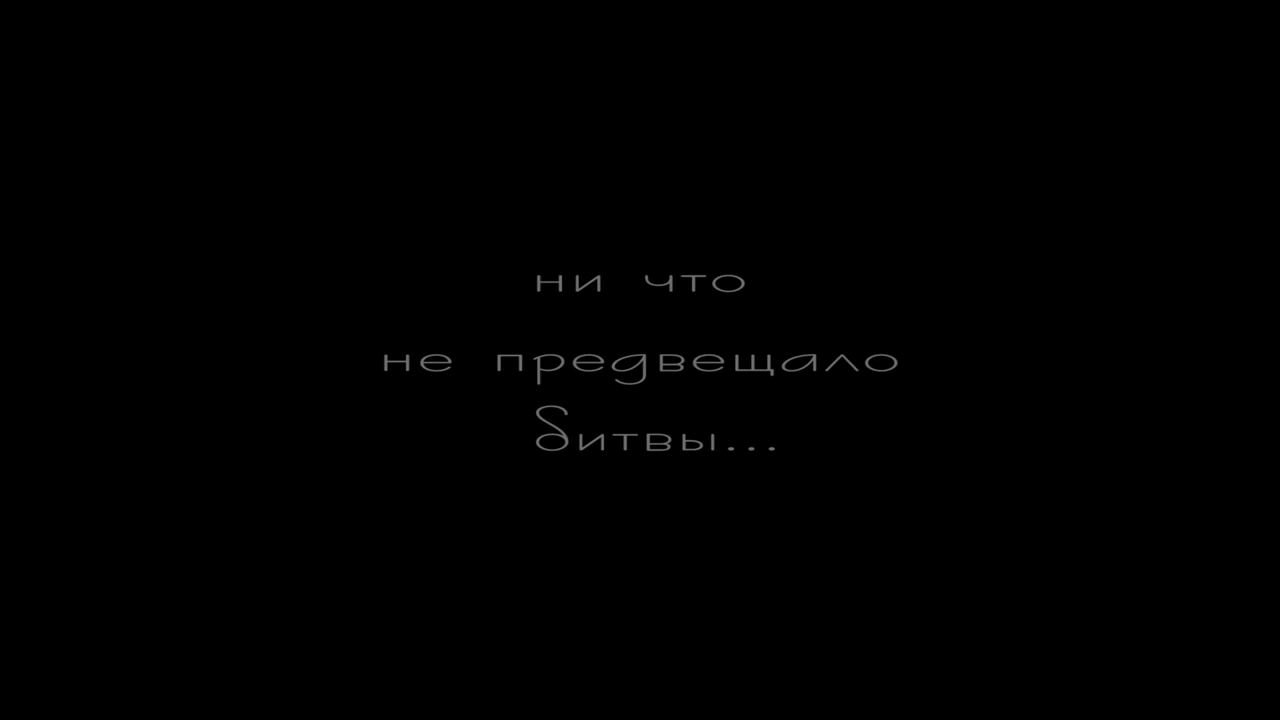 ни что
не предвещало
битвы...